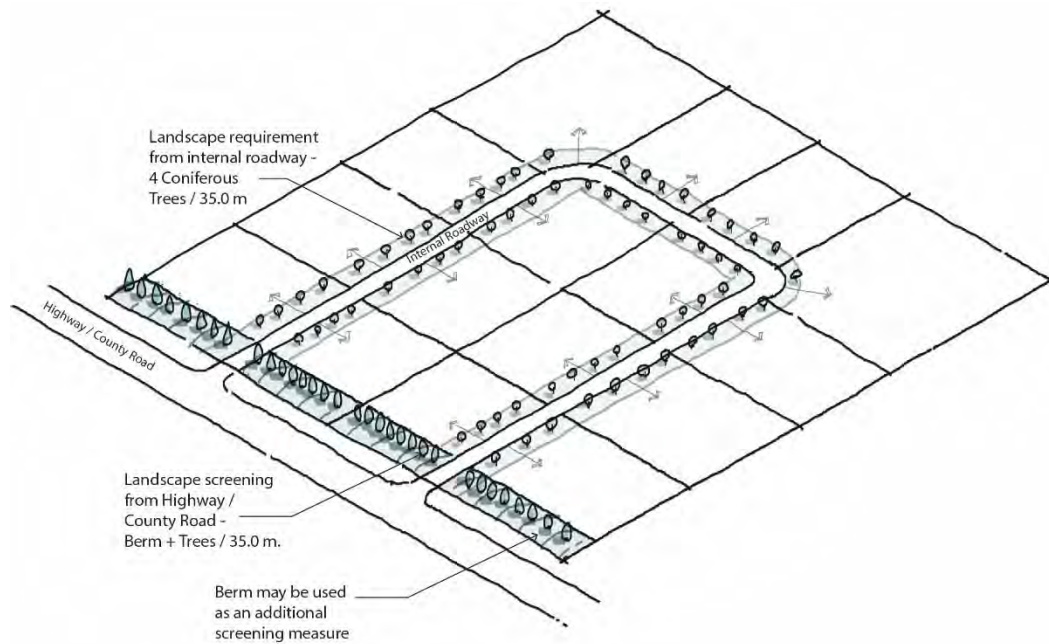 Landscape requirement
from internal roadway -
4 Coniferous
Trees / 35.0 m
Internal Roadway
Highway / County Road
Landscape screening
from Highway /
County Road -
Berm + Trees / 35.0 m.
Berm may be used
as an additional
screening measure